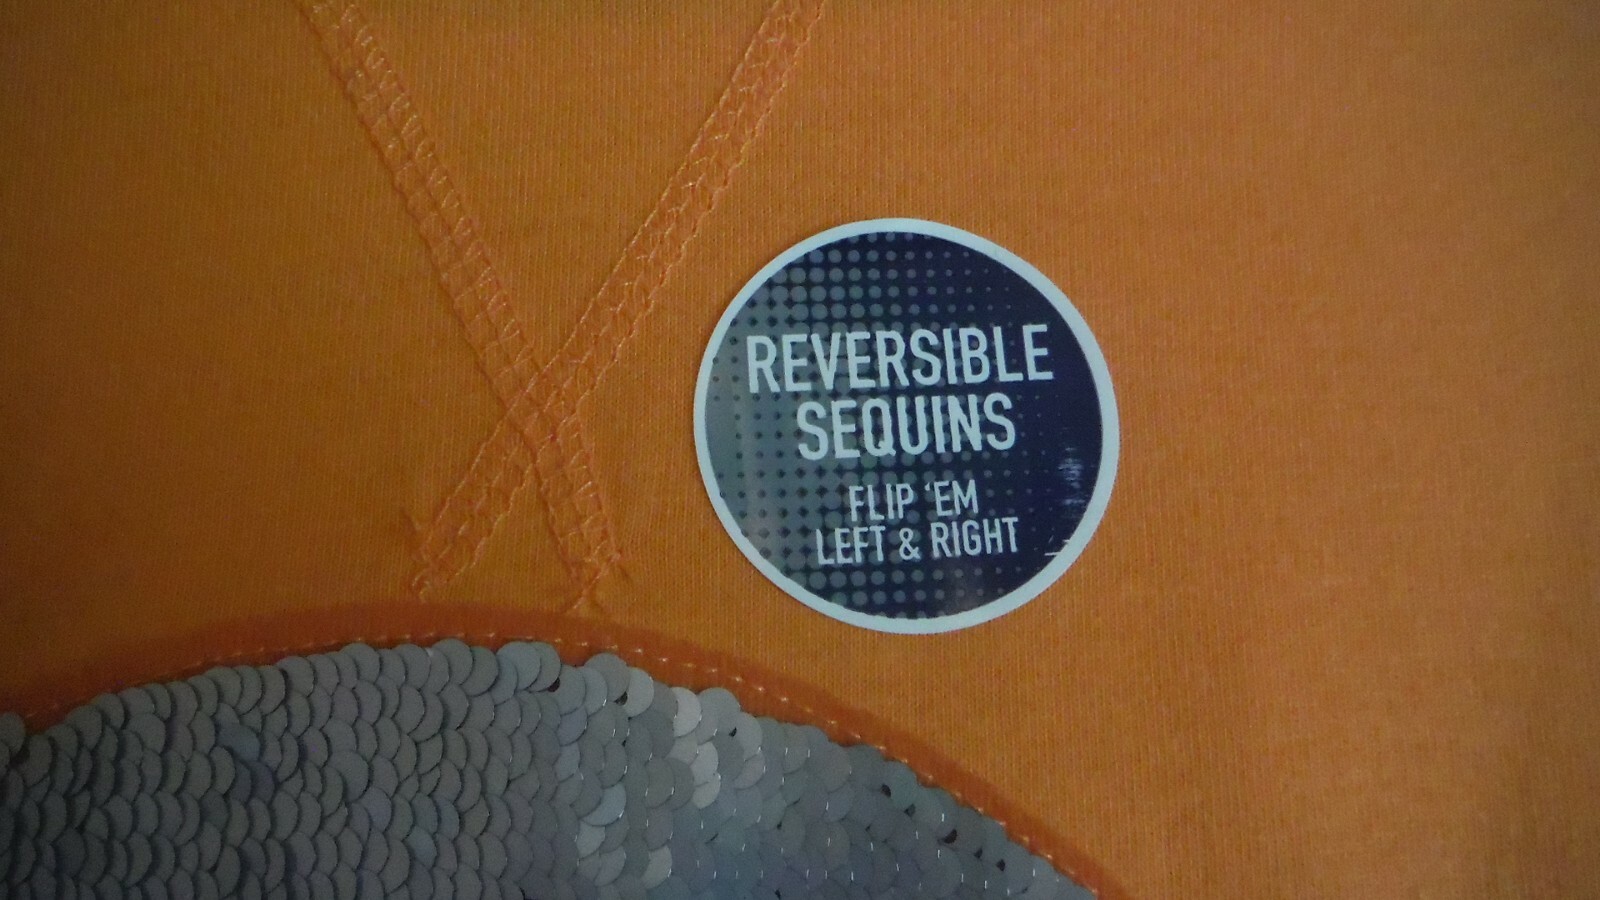 REVERSIBLE
SEQUINS
FLIP ‘EM
LEFT & RIGHT